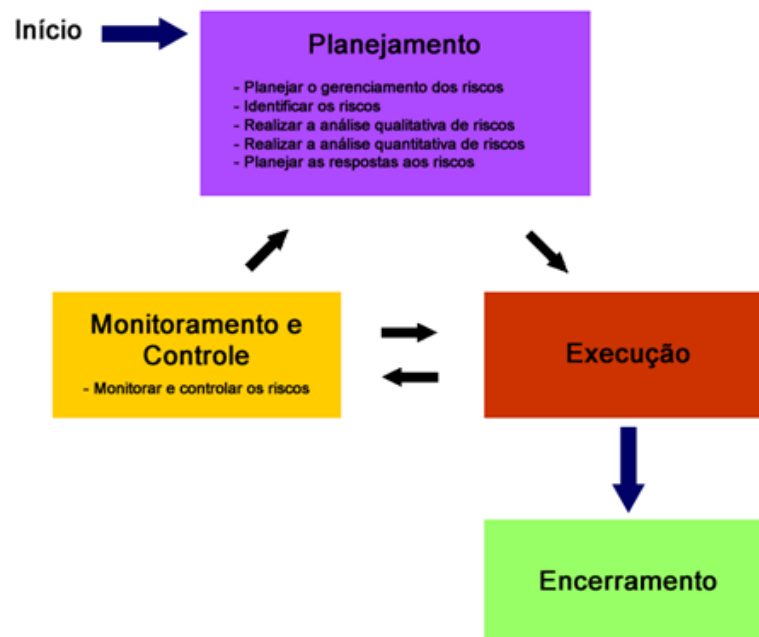 Início
Planejamento
- Planejar o gerenciamento dos riscos
- Identificar os riscos
- Realizar a análise qualitativa de riscos
- Realizar a análise quantitativa de riscos
- Planejar as respostas aos riscos
Monitoramento e
Controle
- Monitorar e controlar os riscos
Execução
Encerramento